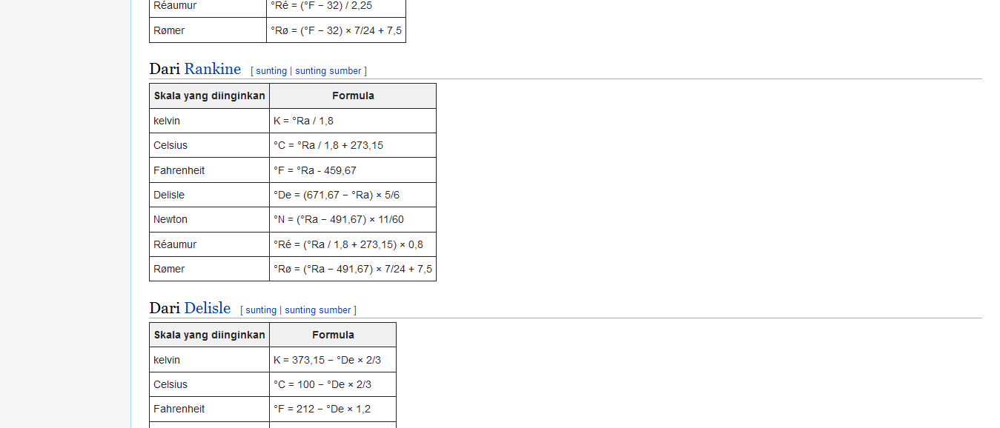 Réaumur °Ré = (°F − 32) / 2,25
Rømer °Rø = (°F − 32) × 7/24 + 7,5
Dari Rankine [ sunting | sunting sumber ]
Skala yang diinginkan Formula
kelvin K = °Ra / 1,8
Celsius °C = °Ra / 1,8 + 273,15
Fahrenheit °F = °Ra - 459,67
Delisle °De = (671,67 − °Ra) × 5/6
Newton °N = (°Ra − 491,67) × 11/60
Réaumur °Ré = (°Ra / 1,8 + 273,15) × 0,8
Rømer °Rø = (°Ra − 491,67) × 7/24 + 7,5
Dari Delisle [ sunting | sunting sumber ]
Skala yang diinginkan Formula
kelvin K = 373,15 − °De × 2/3
Celsius °C = 100 − °De × 2/3
Fahrenheit °F = 212 − °De × 1,2